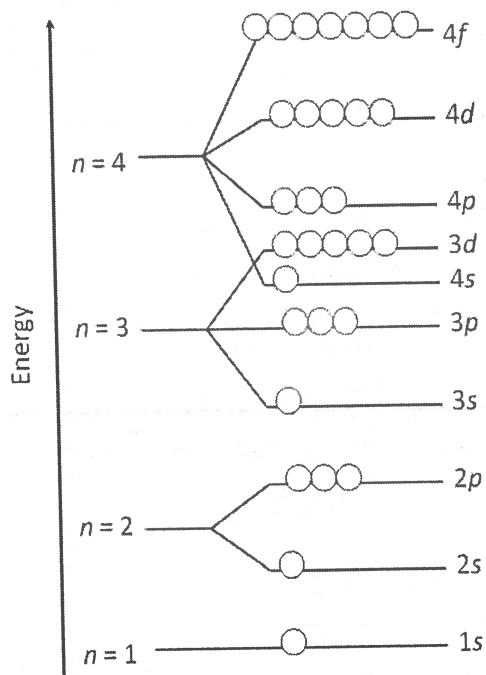 4f
4d
n = 4
4p
3d
4s
n = 3
3p
Energy
3s
2p
n = 2
2s
1s
n = 1